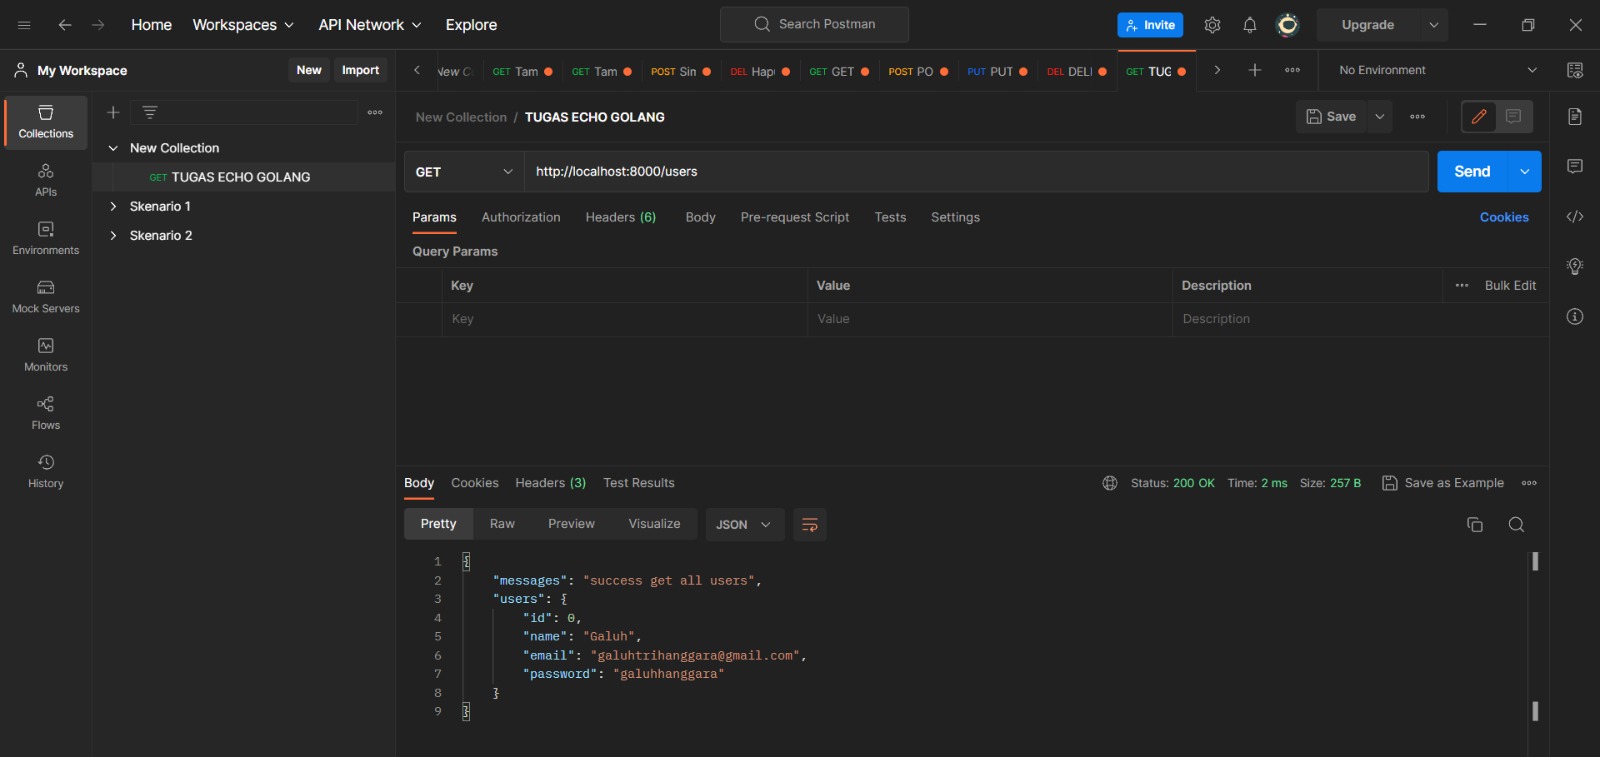 Home Workspaces API Network Explore Search Postman Invite Upgrade
My Workspace New Import
New C GET Tam GET Tam POST Sin DEL Hap GET GET POST PO PUT PUT DEL DELI GET TUG No Environment
Collections
APIs
Environments
Mock Servers
Monitors
Flows
History
New Collection
GET TUGAS ECHO GOLANG
Skenario 1
Skenario 2
New Collection / TUGAS ECHO GOLANG Save
GET http://localhost:8000/users Send
Params Authorization Headers (6) Body Pre-request Script Tests Settings Cookies
Query Params
Key Value Description Bulk Edit
Key Value Description
Body Cookies Headers (3) Test Results Status: 200 OK Time: 2 ms Size: 257 B Save as Example
Pretty Raw Preview Visualize JSON
1 {
2 "messages": "success get all users",
3 "users": {
4 "id": 0,
5 "name": "Galuh",
6 "email": "galuhtrihanggara@gmail.com",
7 "password": "galuhhanggara"
8 }
9 }